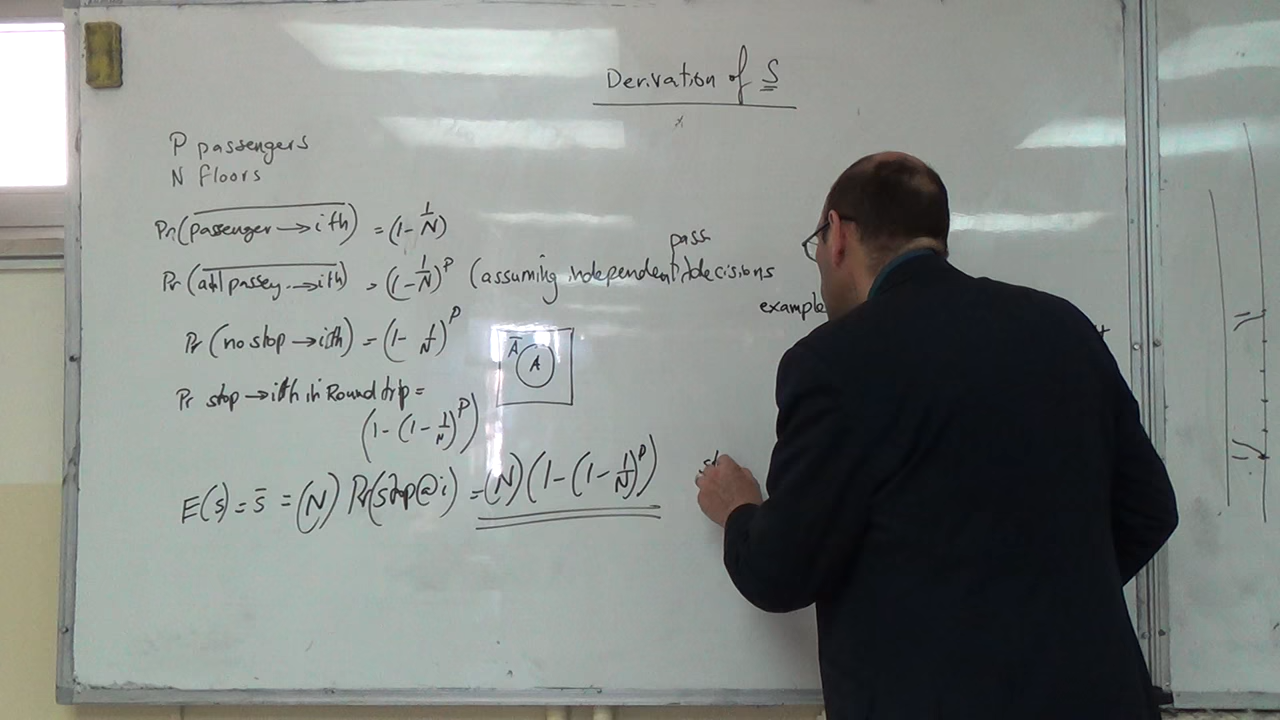 Derivation of S
P passengers
N floors
Pr(passenger → ith) = (1 - 1/N)
pass
Pr(all passeg. → ith) = (1 - 1/N)^P (assuming independent decisions
example
Pr (no stop → ith) = (1 - 1/N)^P
Ā A
Pr stop → ith in Round trip =
(1 - (1 - 1/N)^P)
E(s) = s̄ = (N) Pr(stop@i) = (N)(1 - (1 - 1/N)^P)